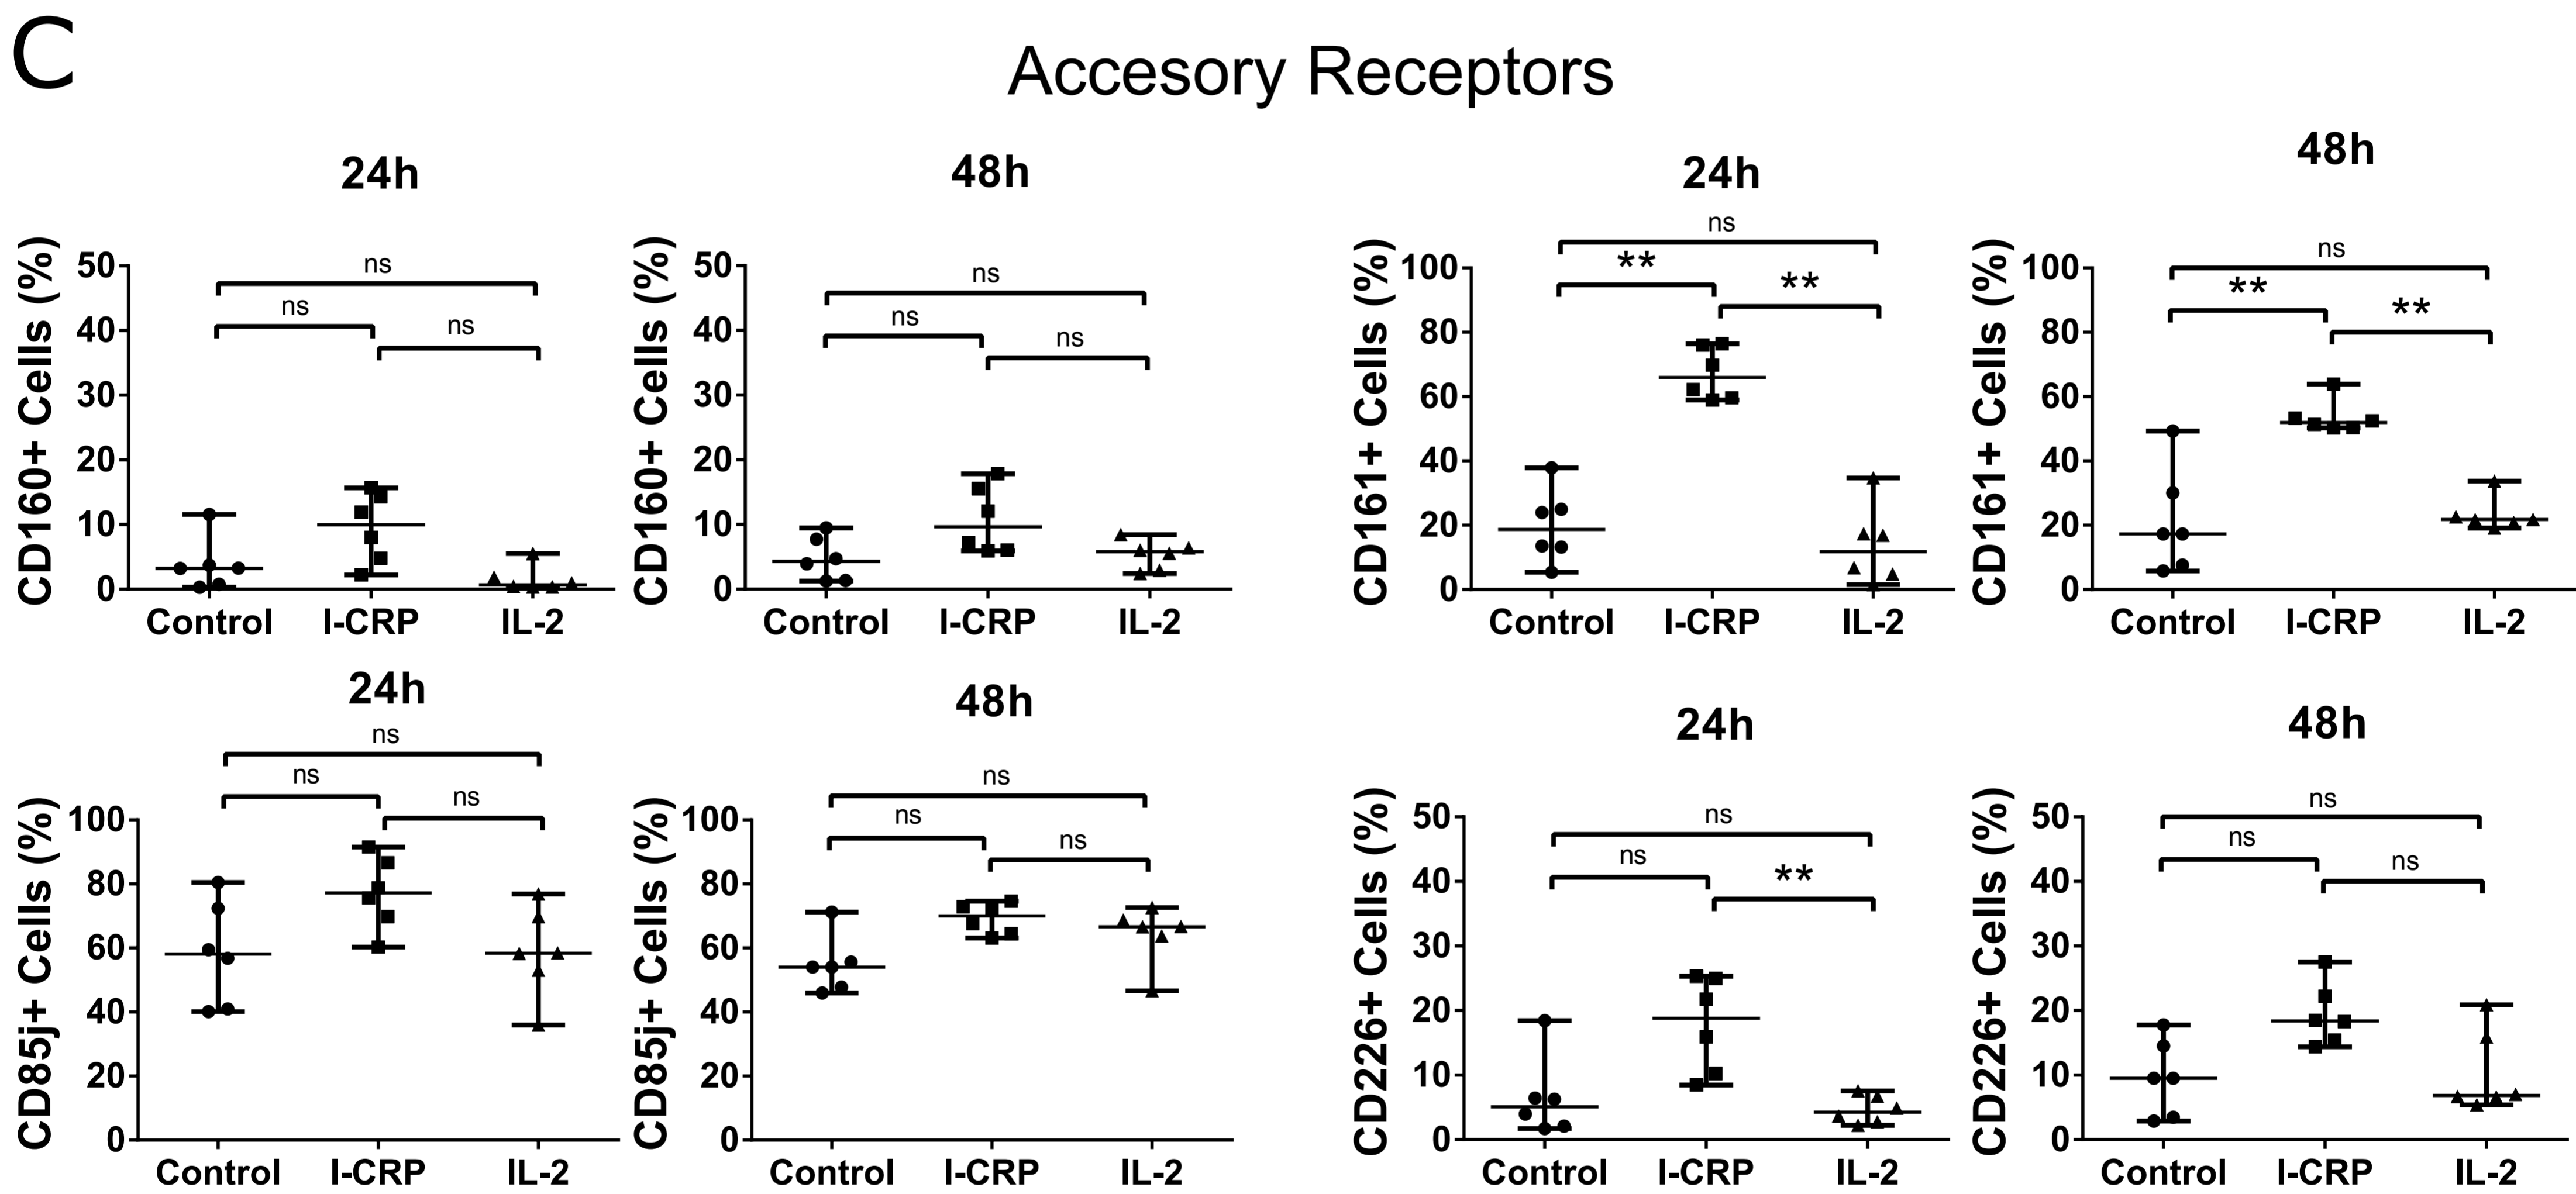 C
Accesory Receptors
24h
CD160+ Cells (%)
50
40
30
20
10
0
ns
ns
ns
Control I-CRP IL-2
48h
CD160+ Cells (%)
50
40
30
20
10
0
ns
ns
ns
Control I-CRP IL-2
24h
CD161+ Cells (%)
100
80
60
40
20
0
ns
**
**
Control I-CRP IL-2
48h
CD161+ Cells (%)
100
80
60
40
20
0
ns
**
**
Control I-CRP IL-2
24h
CD85j+ Cells (%)
100
80
60
40
20
0
ns
ns
ns
Control I-CRP IL-2
48h
CD85j+ Cells (%)
100
80
60
40
20
0
ns
ns
ns
Control I-CRP IL-2
24h
CD226+ Cells (%)
50
40
30
20
10
0
ns
ns
**
Control I-CRP IL-2
48h
CD226+ Cells (%)
50
40
30
20
10
0
ns
ns
ns
Control I-CRP IL-2